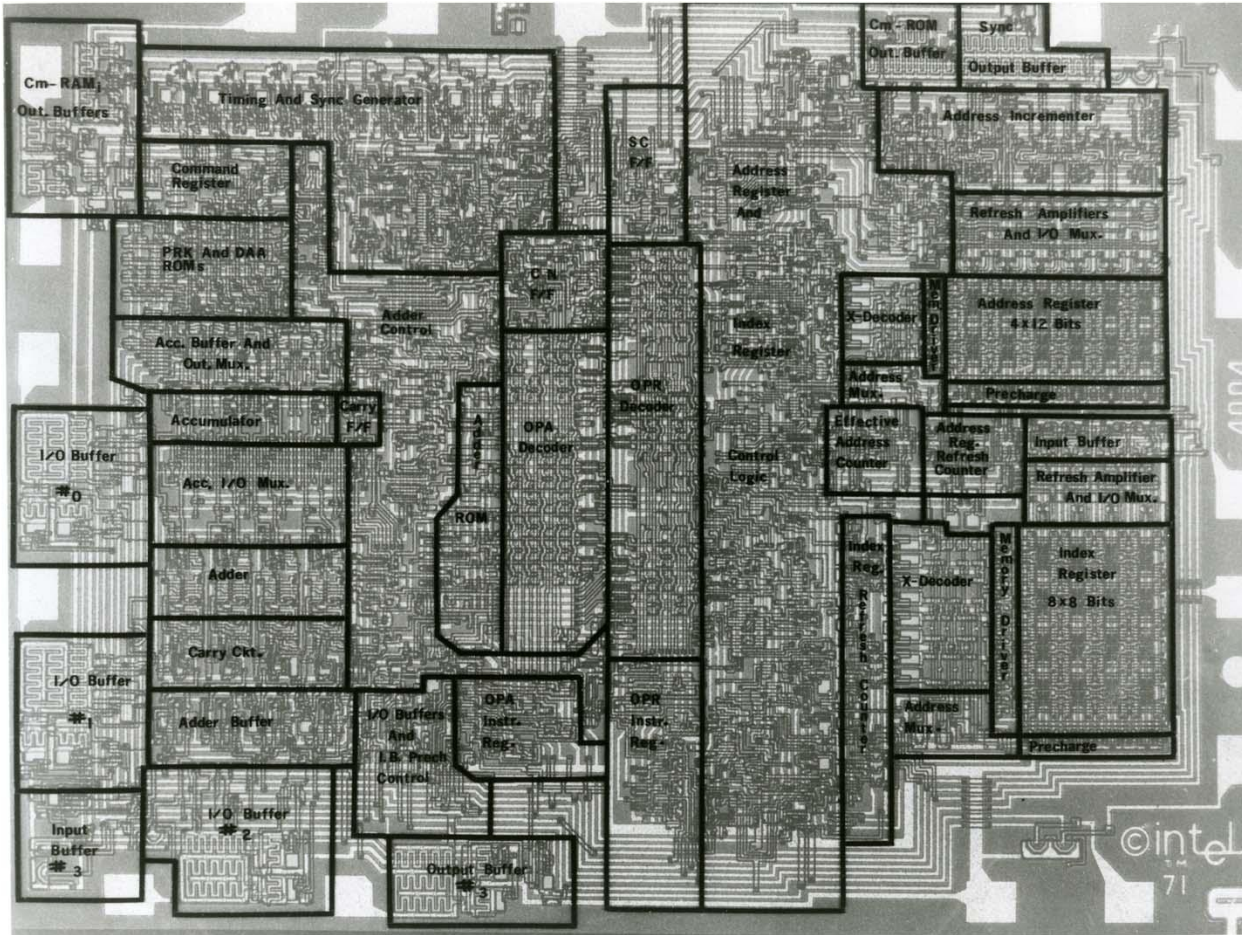 Cm-RAM
Out. Buffers
Timing And Sync Generator
Command
Register
PRK And DAA
ROMs
Acc. Buffer And
Out. Mux.
Accumulator
Carry
F/F
Acc. I/O Mux.
Adder
Carry Ckt.
Adder Buffer
I/O Buffer
#0
I/O Buffer
#1
Input
Buffer
#3
I/O Buffer
#2
Output Buffer
#3
I/O Buffers
And
I.B. Prech
Control
OPA
Instr.
Reg.
OPR
Instr.
Reg.
Adder
Control
Adder
ROM
CN
F/F
OPA
Decoder
SC
F/F
OPR
Decoder
Address
Register
And
Index
Register
Control
Logic
Cm-ROM
Out. Buffer
Sync
Output Buffer
Address Incrementer
Refresh Amplifiers
And I/O Mux.
X-Decoder
Mem Driver
Address Register
4x12 Bits
Address
Mux.
Precharge
Effective
Address
Counter
Address
Reg.
Refresh
Counter
Input Buffer
Refresh Amplifier
And I/O Mux.
Index Reg. Refresh Counter
X-Decoder
Memory Driver
Index
Register
8x8 Bits
Address
Mux.
Precharge
4004
©intel
71